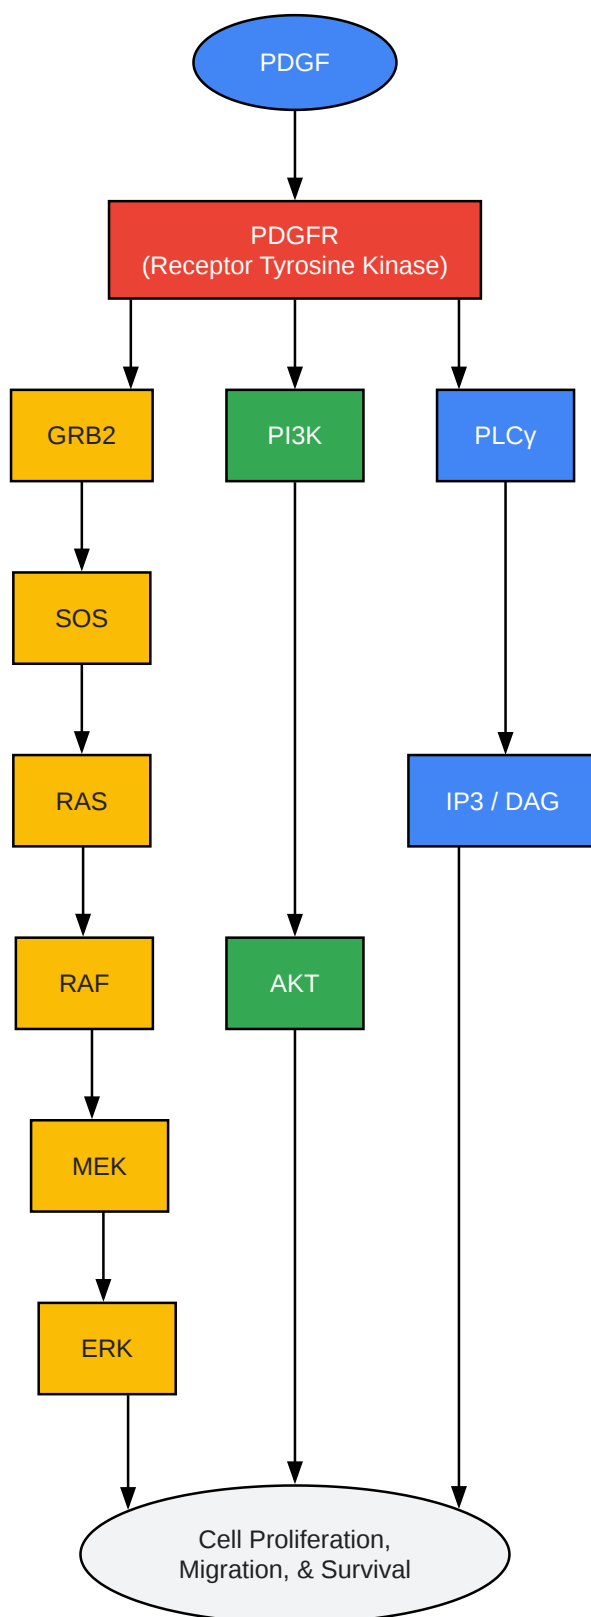 PDGF
PDGFR
(Receptor Tyrosine Kinase)
GRB2
PI3K
PLCγ
SOS
RAS
IP3 / DAG
RAF
AKT
MEK
ERK
Cell Proliferation,
Migration, & Survival